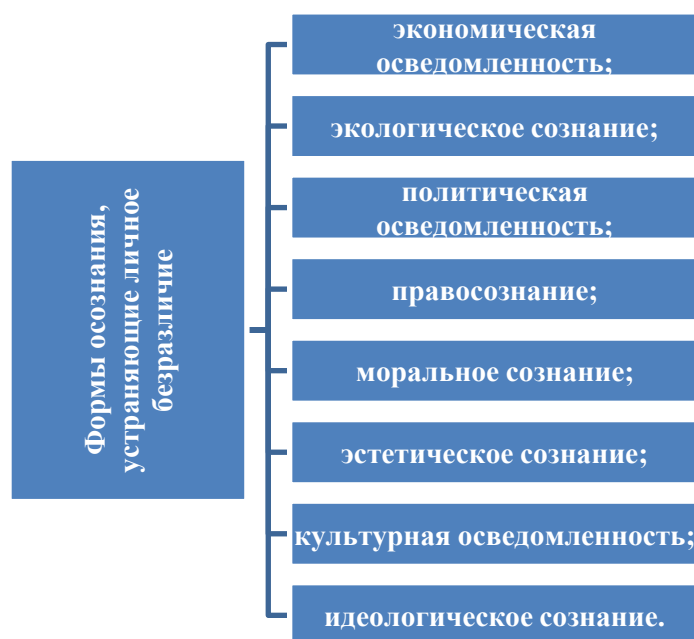 Формы осознания,
устраняющие личное
безразличие
экономическая
осведомленность;
экологическое сознание;
политическая
осведомленность;
правосознание;
моральное сознание;
эстетическое сознание;
культурная осведомленность;
идеологическое сознание.